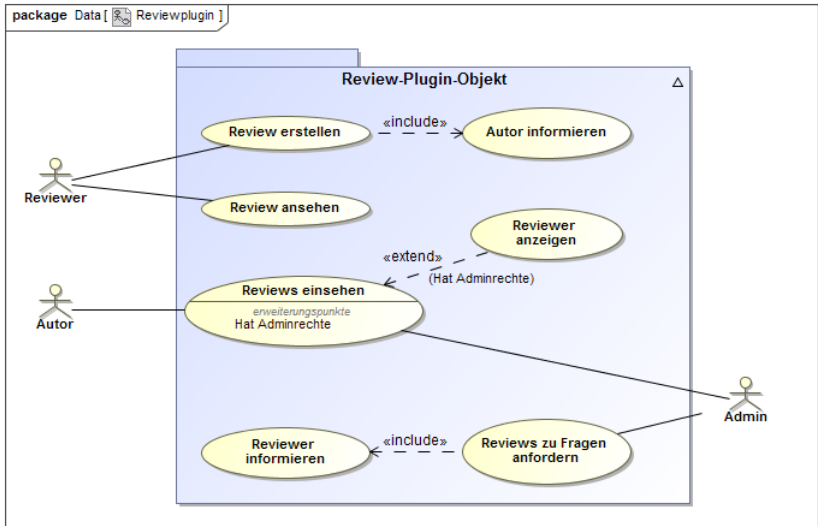 package Data [ Reviewplugin ]
Review-Plugin-Objekt
Review erstellen
«include»
Autor informieren
Reviewer
Review ansehen
Reviewer
anzeigen
«extend»
(Hat Adminrechte)
Reviews einsehen
erweiterungspunkte
Hat Adminrechte
Autor
Admin
Reviewer
informieren
«include»
Reviews zu Fragen
anfordern